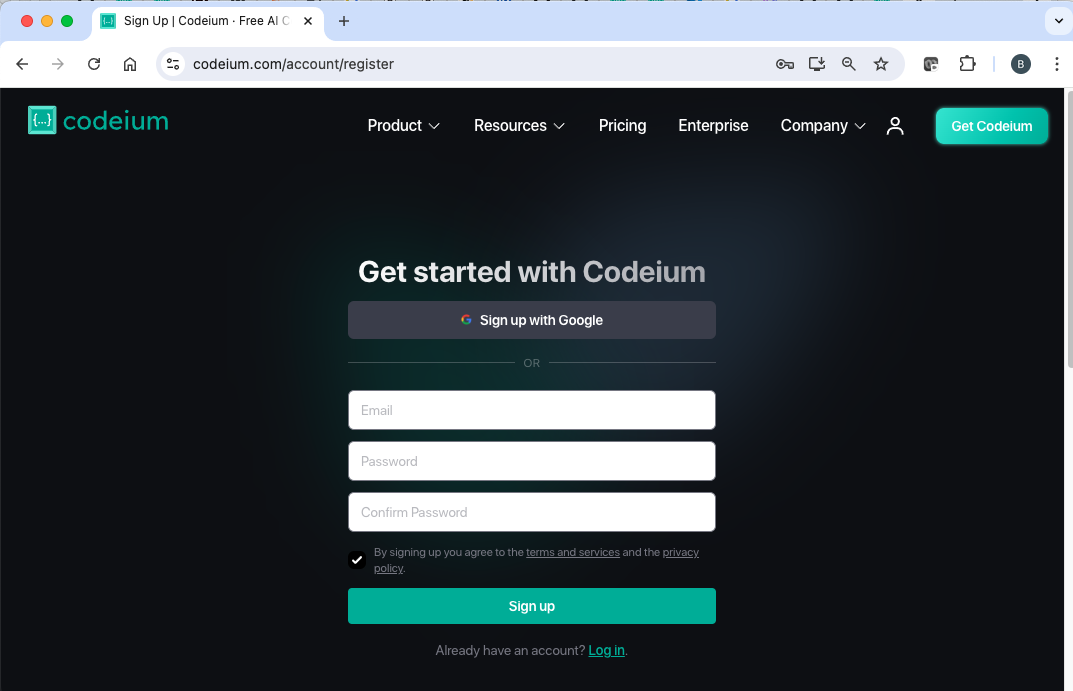 Sign Up | Codeium · Free AI C
codeium.com/account/register
B
{...} codeium
Product
Resources
Pricing
Enterprise
Company
Get Codeium
Get started with Codeium
Sign up with Google
OR
Email
Password
Confirm Password
By signing up you agree to the terms and services and the privacy
policy.
Sign up
Already have an account? Log in.